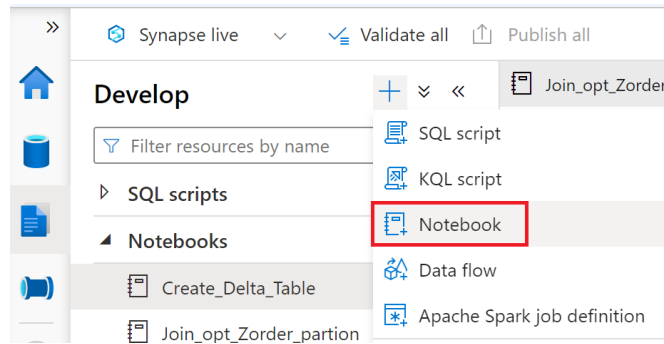 Synapse live
Validate all
Publish all
Develop
Join_opt_Zorder
Filter resources by name
SQL scripts
Notebooks
Create_Delta_Table
Join_opt_Zorder_partion
SQL script
KQL script
Notebook
Data flow
Apache Spark job definition